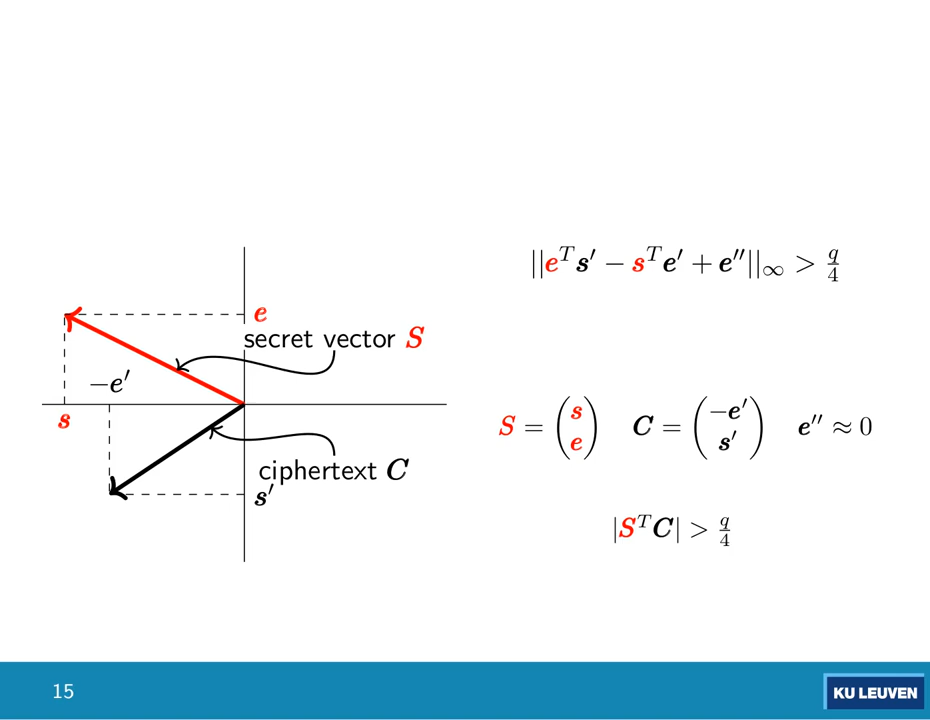 ||e^T s′ − s^T e′ + e′′||_∞ > q/4
e
secret vector S
−e′
s
S = (s e) C = (−e′ s′) e′′ ≈ 0
ciphertext C
s′
|S^T C| > q/4
15
KU LEUVEN